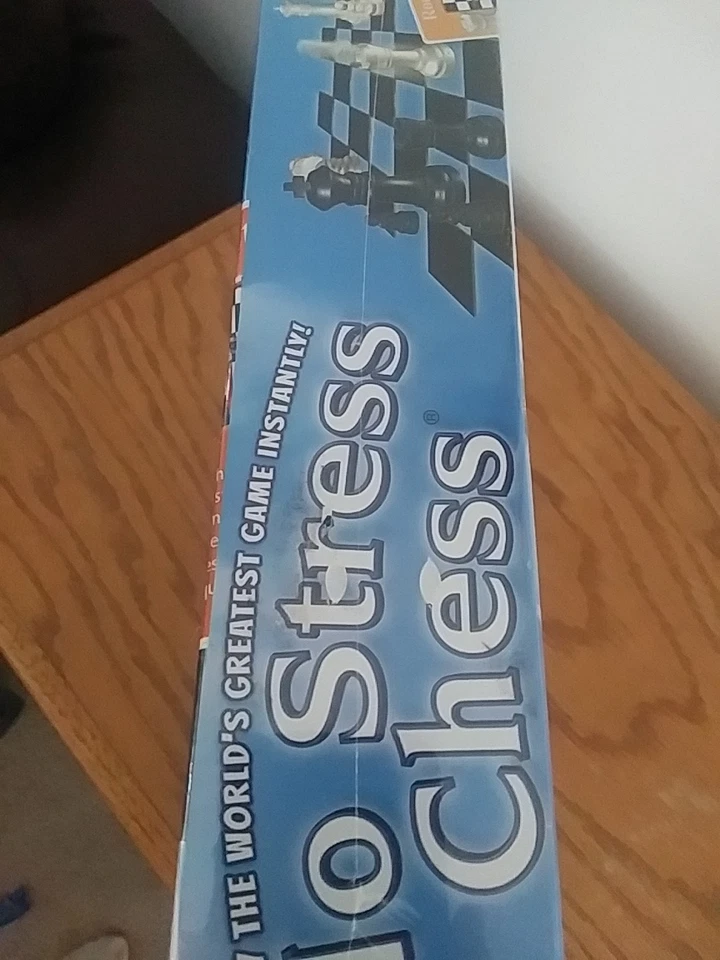 THE WORLD'S GREATEST GAME INSTANTLY!
o Stress
Chess®